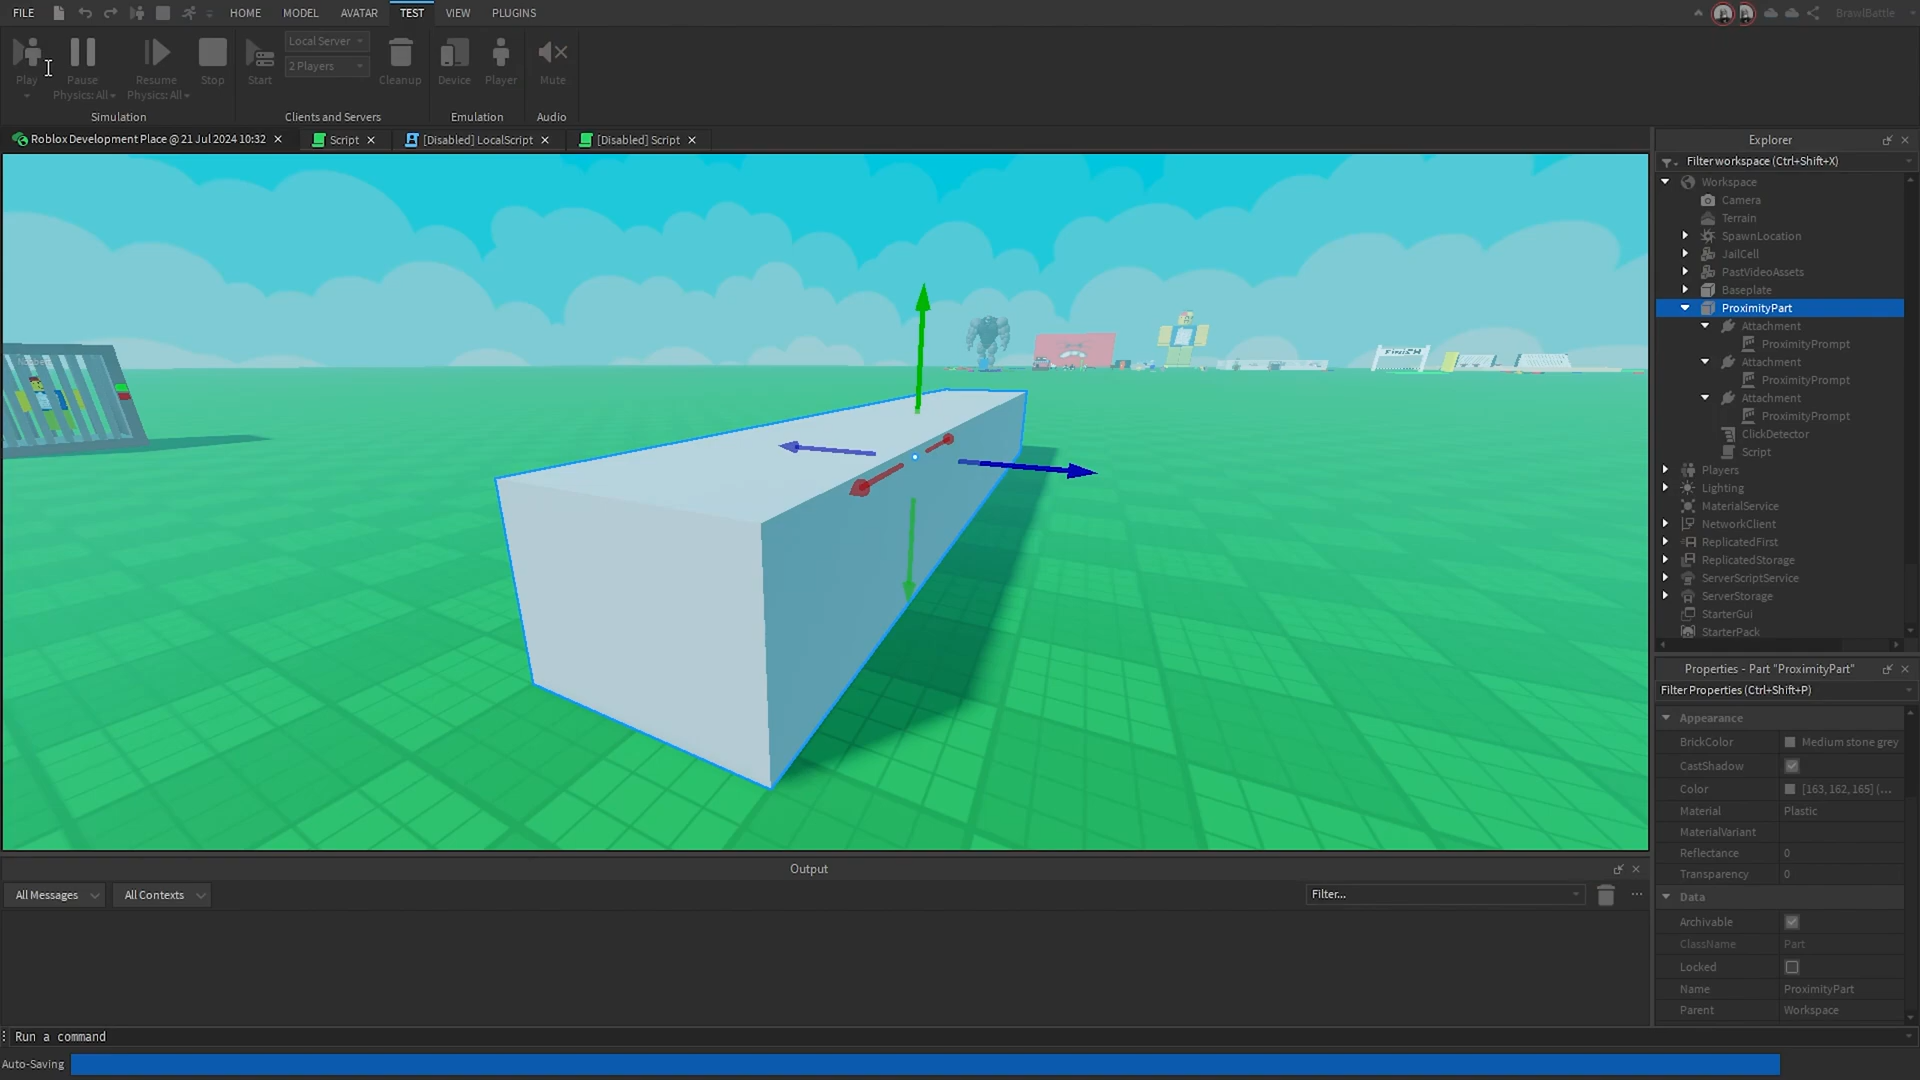 FILE HOME MODEL AVATAR TEST VIEW PLUGINS BrawlBattle
Play Pause Resume Stop Start Local Server 2 Players Cleanup Device Player Mute
Physics: All Physics: All
Simulation Clients and Servers Emulation Audio
Roblox Development Place @ 21 Jul 2024 10:32 Script [Disabled] LocalScript [Disabled] Script
Explorer
Filter workspace (Ctrl+Shift+X)
Workspace
Camera
Terrain
SpawnLocation
JailCell
PastVideoAssets
Baseplate
ProximityPart
Attachment
ProximityPrompt
Attachment
ProximityPrompt
Attachment
ProximityPrompt
ClickDetector
Script
Players
Lighting
MaterialService
NetworkClient
ReplicatedFirst
ReplicatedStorage
ServerScriptService
ServerStorage
StarterGui
StarterPack
Properties - Part "ProximityPart"
Filter Properties (Ctrl+Shift+P)
Appearance
BrickColor Medium stone grey
CastShadow
Color [163, 162, 165] (...
Material Plastic
MaterialVariant
Reflectance 0
Transparency 0
Data
Archivable
ClassName Part
Locked
Name ProximityPart
Parent Workspace
Output
All Messages All Contexts Filter...
Run a command
Auto-Saving